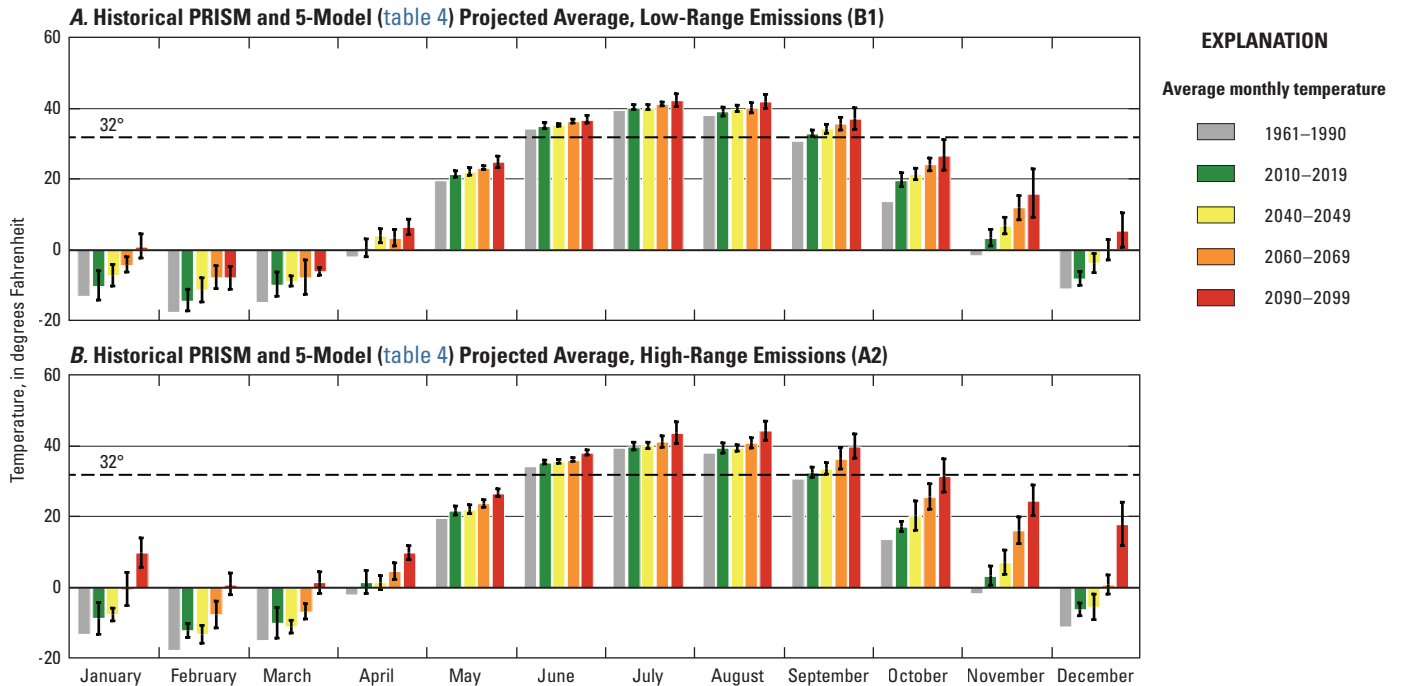 A. Historical PRISM and 5-Model (table 4) Projected Average, Low-Range Emissions (B1)
60
40
32°
20
0
-20
B. Historical PRISM and 5-Model (table 4) Projected Average, High-Range Emissions (A2)
60
40
32°
20
0
-20
Temperature, in degrees Fahrenheit
January February March April May June July August September October November December
EXPLANATION
Average monthly temperature
1961–1990
2010–2019
2040–2049
2060–2069
2090–2099